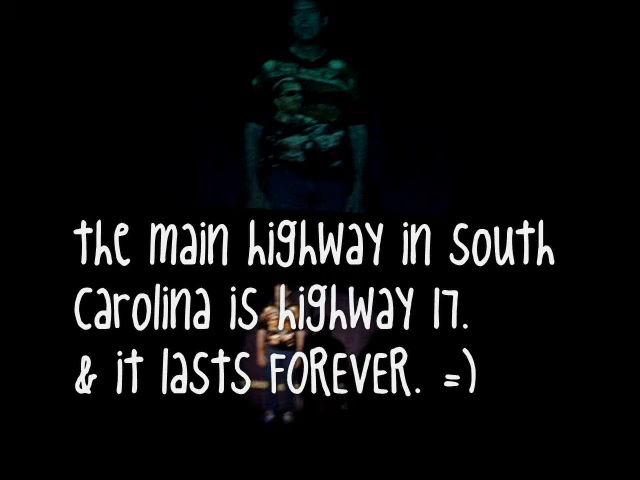 the main highway in south
carolina is highway 17.
& it lasts FOREVER. =)